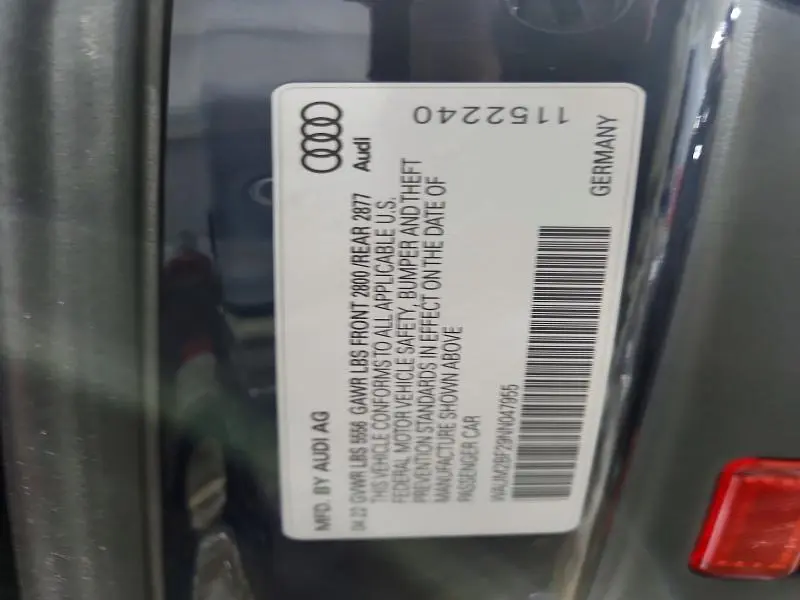 Audi
MFD. BY AUDI AG
04 22 GVWR LBS 5556 GAWR LBS FRONT 2800 /REAR 2877
THIS VEHICLE CONFORMS TO ALL APPLICABLE U.S.
FEDERAL MOTOR VEHICLE SAFETY, BUMPER AND THEFT
PREVENTION STANDARDS IN EFFECT ON THE DATE OF
MANUFACTURE SHOWN ABOVE
PASSENGER CAR
WAUM2BF29NN047955
GERMANY
1152240